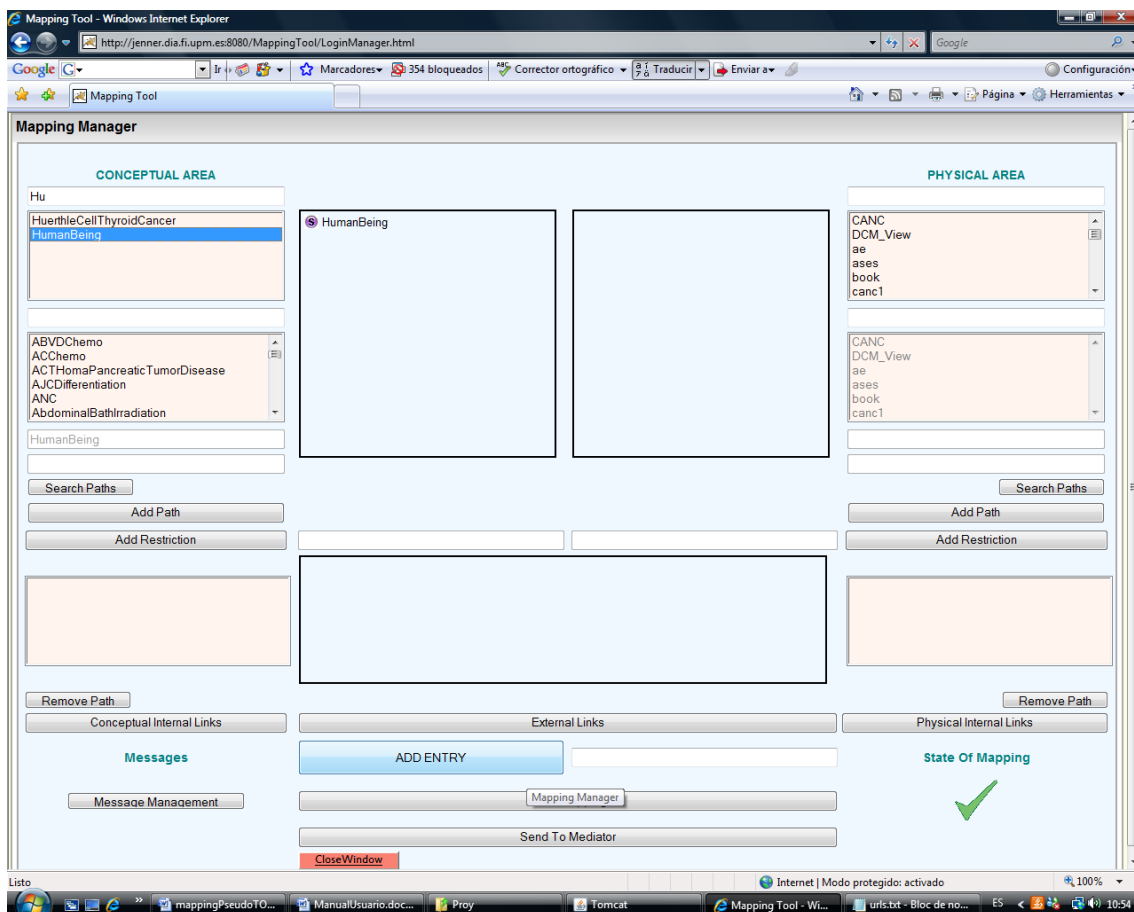 Mapping Tool - Windows Internet Explorer
http://jenner.dia.fi.upm.es:8080/MappingTool/LoginManager.html
Google
Google
G
Ir
Marcadores
354 bloqueados
Corrector ortográfico
Traducir
Enviar a
Configuración
Mapping Tool
Página
Herramientas
Mapping Manager
CONCEPTUAL AREA
PHYSICAL AREA
Hu
HuerthleCellThyroidCancer
HumanBeing
S HumanBeing
CANC
DCM_View
ae
ases
book
canc1
ABVDChemo
ACChemo
ACTHomaPancreaticTumorDisease
AJCDifferentiation
ANC
AbdominalBathIrradiation
CANC
DCM_View
ae
ases
book
canc1
HumanBeing
Search Paths
Search Paths
Add Path
Add Path
Add Restriction
Add Restriction
Remove Path
Remove Path
Conceptual Internal Links
External Links
Physical Internal Links
Messages
ADD ENTRY
State Of Mapping
Message Management
Mapping Manager
Send To Mediator
CloseWindow
Listo
Internet | Modo protegido: activado
100%
mappingPseudoTO...
ManualUsuario.doc...
Proy
Tomcat
Mapping Tool - Wi...
urls.txt - Bloc de no...
ES
10:54